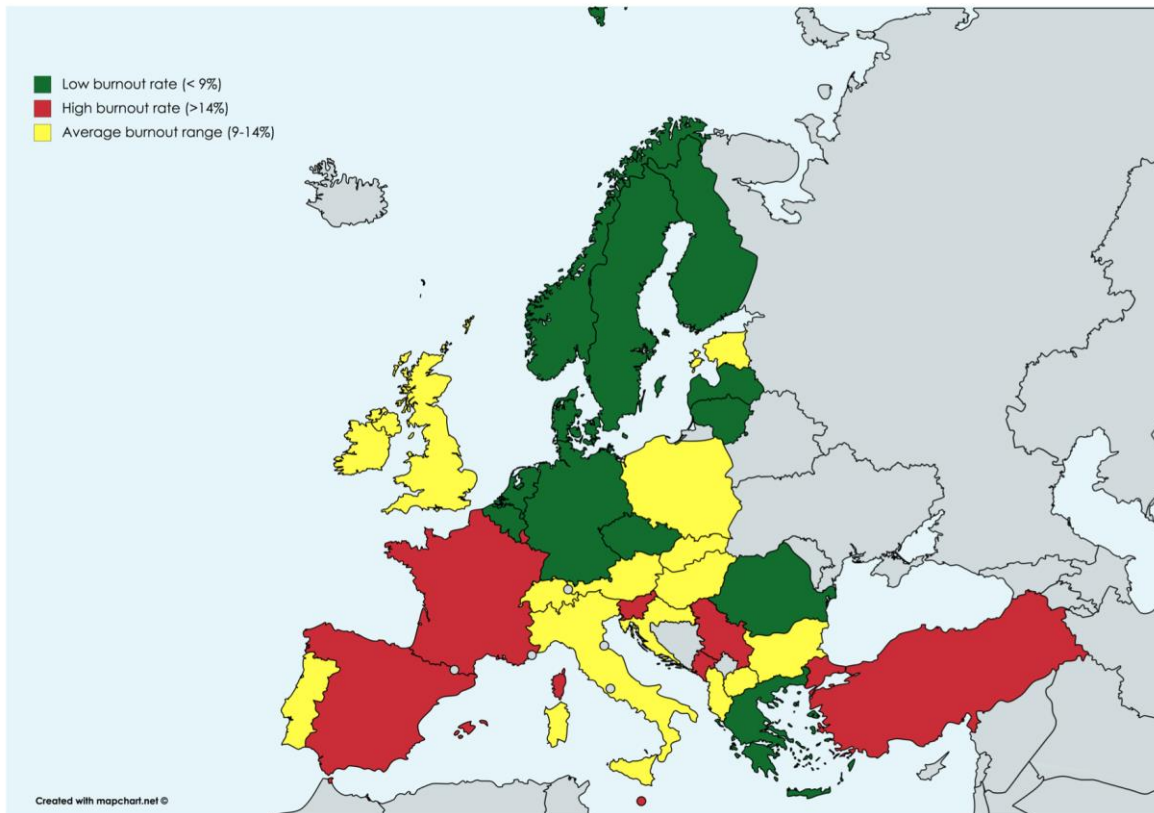 Low burnout rate (< 9%)
High burnout rate (>14%)
Average burnout range (9-14%)
Created with mapchart.net ©